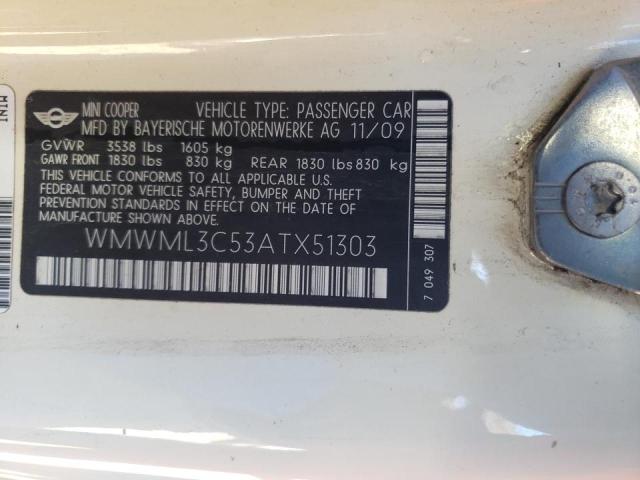 MINI COOPER VEHICLE TYPE: PASSENGER CAR
MFD BY BAYERISCHE MOTORENWERKE AG 11/09
GVWR 3538 lbs 1605 kg
GAWR FRONT 1830 lbs 830 kg REAR 1830 lbs 830 kg
THIS VEHICLE CONFORMS TO ALL APPLICABLE U.S.
FEDERAL MOTOR VEHICLE SAFETY, BUMPER AND THEFT
PREVENTION STANDARDS IN EFFECT ON THE DATE OF
MANUFACTURE SHOWN ABOVE.
WMWML3C53ATX51303
7 049 307
MINI